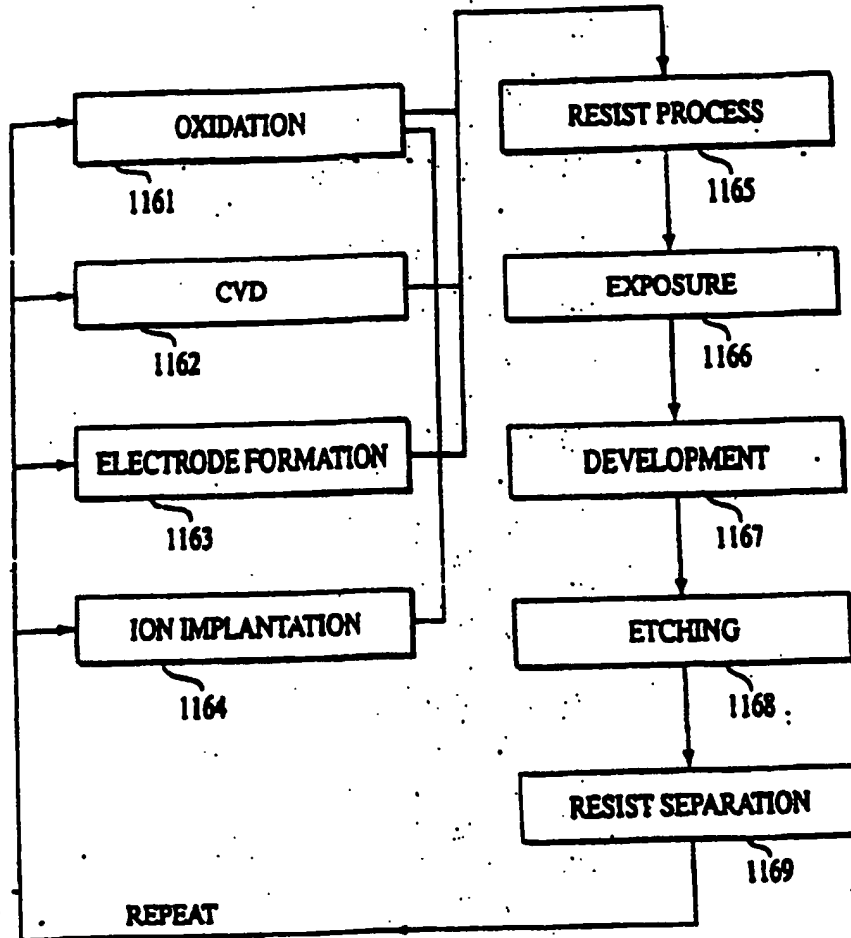 OXIDATION
1161
CVD
1162
ELECTRODE FORMATION
1163
ION IMPLANTATION
1164
RESIST PROCESS
1165
EXPOSURE
1166
DEVELOPMENT
1167
ETCHING
1168
RESIST SEPARATION
1169
REPEAT